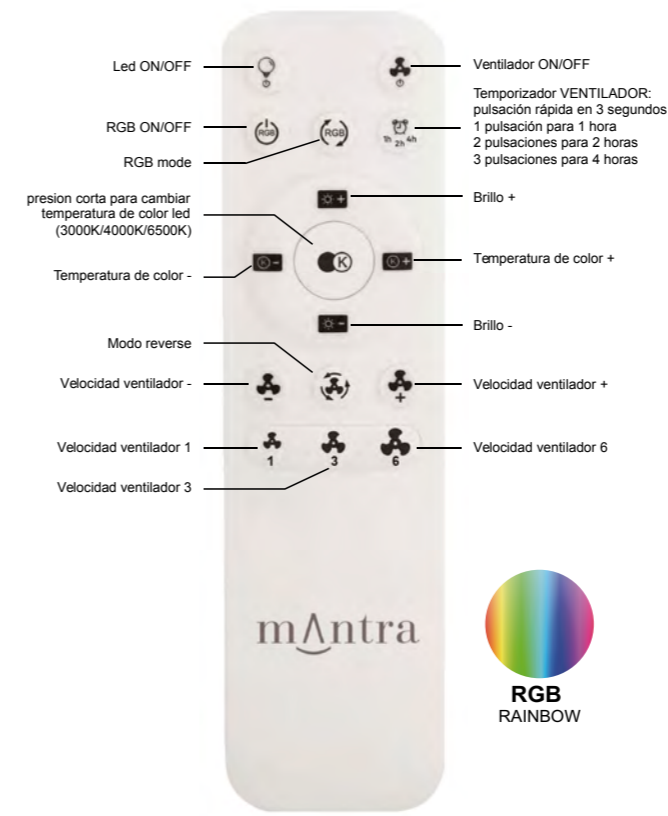 Led ON/OFF
Ventilador ON/OFF
Temporizador VENTILADOR:
pulsación rápida en 3 segundos
1 pulsación para 1 hora
2 pulsaciones para 2 horas
3 pulsaciones para 4 horas
RGB ON/OFF
RGB
RGB
1h 2h 4h
RGB mode
presion corta para cambiar
temperatura de color led
(3000K/4000K/6500K)
Brillo +
+
K
K -
K +
Temperatura de color -
Temperatura de color +
-
Brillo -
Modo reverse
Velocidad ventilador -
-
+
Velocidad ventilador +
Velocidad ventilador 1
1
3
6
Velocidad ventilador 6
Velocidad ventilador 3
mantra
RGB
RAINBOW